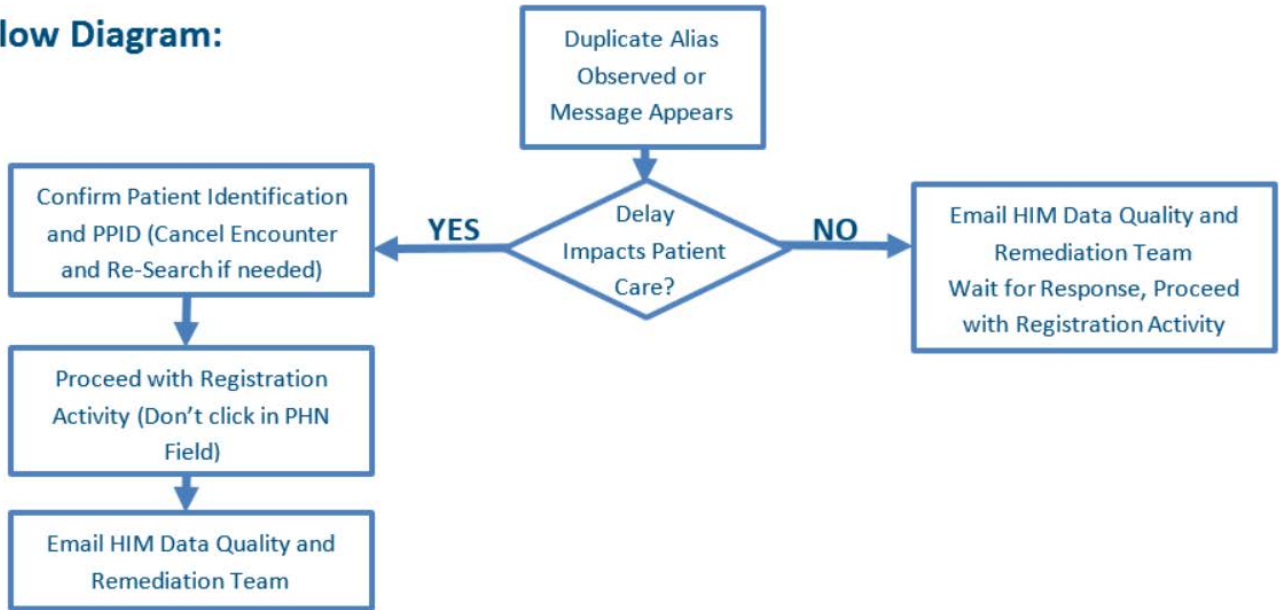 low Diagram:
Duplicate Alias
Observed or
Message Appears
Delay
Impacts Patient
Care?
YES
NO
Confirm Patient Identification
and PPID (Cancel Encounter
and Re-Search if needed)
Proceed with Registration
Activity (Don't click in PHN
Field)
Email HIM Data Quality and
Remediation Team
Email HIM Data Quality and
Remediation Team
Wait for Response, Proceed
with Registration Activity